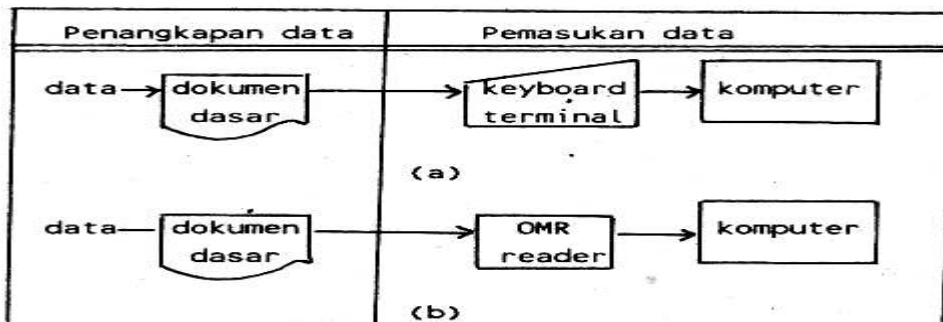 Penangkapan data Pemasukan data
data dokumen dasar keyboard terminal komputer
(a)
data dokumen dasar OMR reader komputer
(b)